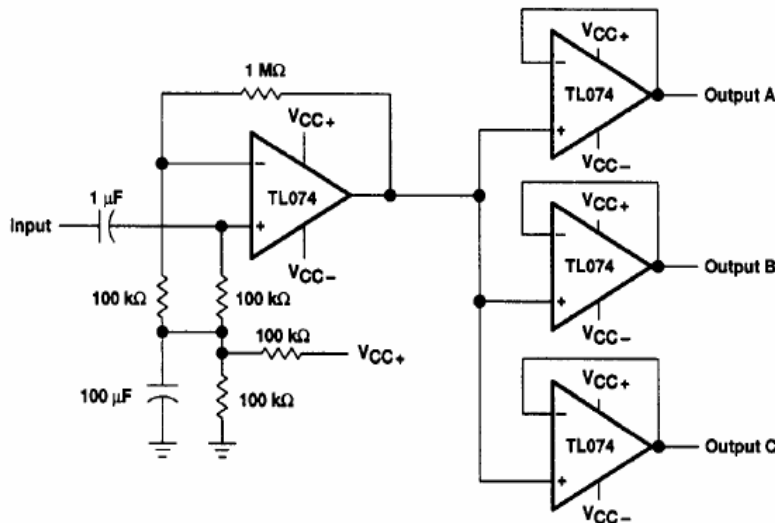 1 MΩ
VCC+
−
TL074
+
VCC−
1 µF
Input
100 kΩ
100 kΩ
100 kΩ
VCC+
100 µF
100 kΩ
VCC+
−
TL074
+
VCC−
Output A
VCC+
−
TL074
+
VCC−
Output B
VCC+
−
TL074
+
VCC−
Output C